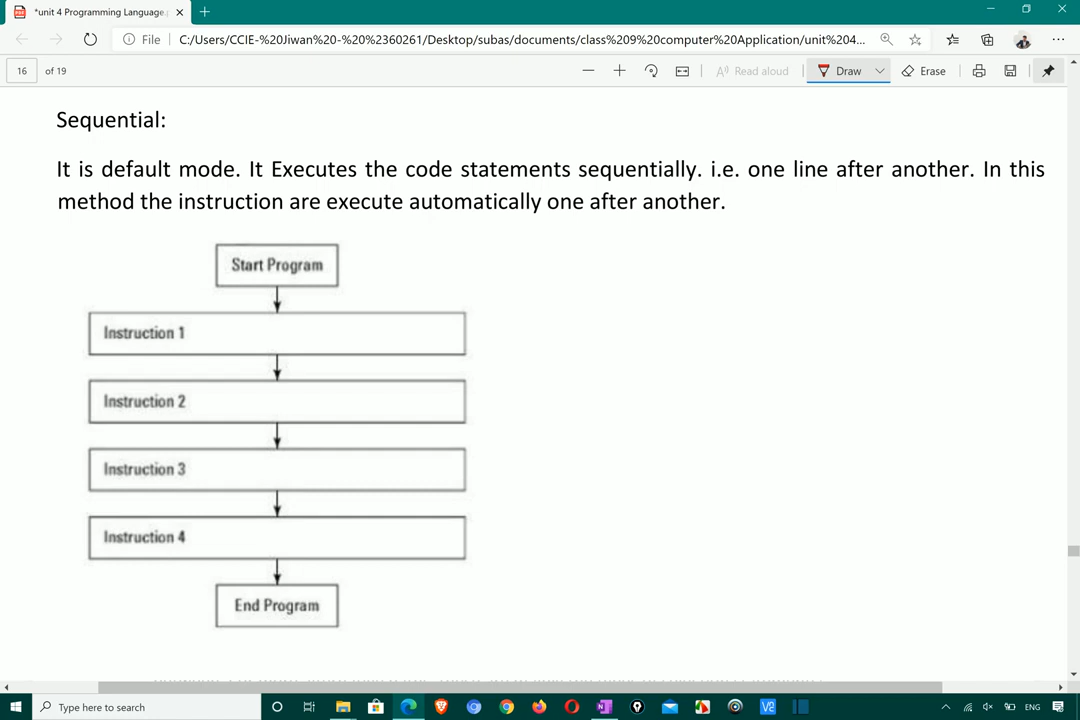 *unit 4 Programming Language
File
C:/Users/CCIE-%20Jiwan%20-%20%2360261/Desktop/subas/documents/class%209%20computer%20Application/unit%204...
16 of 19
Read aloud
Draw
Erase
Sequential:
It is default mode. It Executes the code statements sequentially. i.e. one line after another. In this
method the instruction are execute automatically one after another.
Start Program
Instruction 1
Instruction 2
Instruction 3
Instruction 4
End Program
Type here to search
ENG